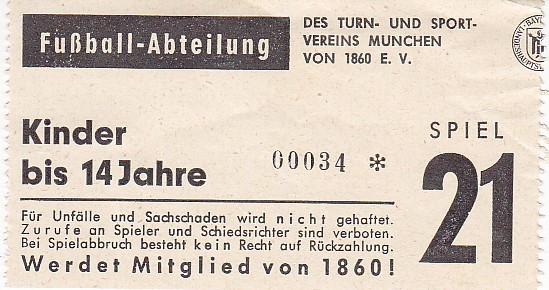 Fußball-Abteilung
DES TURN- UND SPORT-
VEREINS MUNCHEN
VON 1860 E. V.
Kinder
bis 14 Jahre
00034 *
SPIEL
21
Für Unfälle und Sachschaden wird nicht gehaftet.
Zurufe an Spieler und Schiedsrichter sind verboten.
Bei Spielabbruch besteht kein Recht auf Rückzahlung.
Werdet Mitglied von 1860!